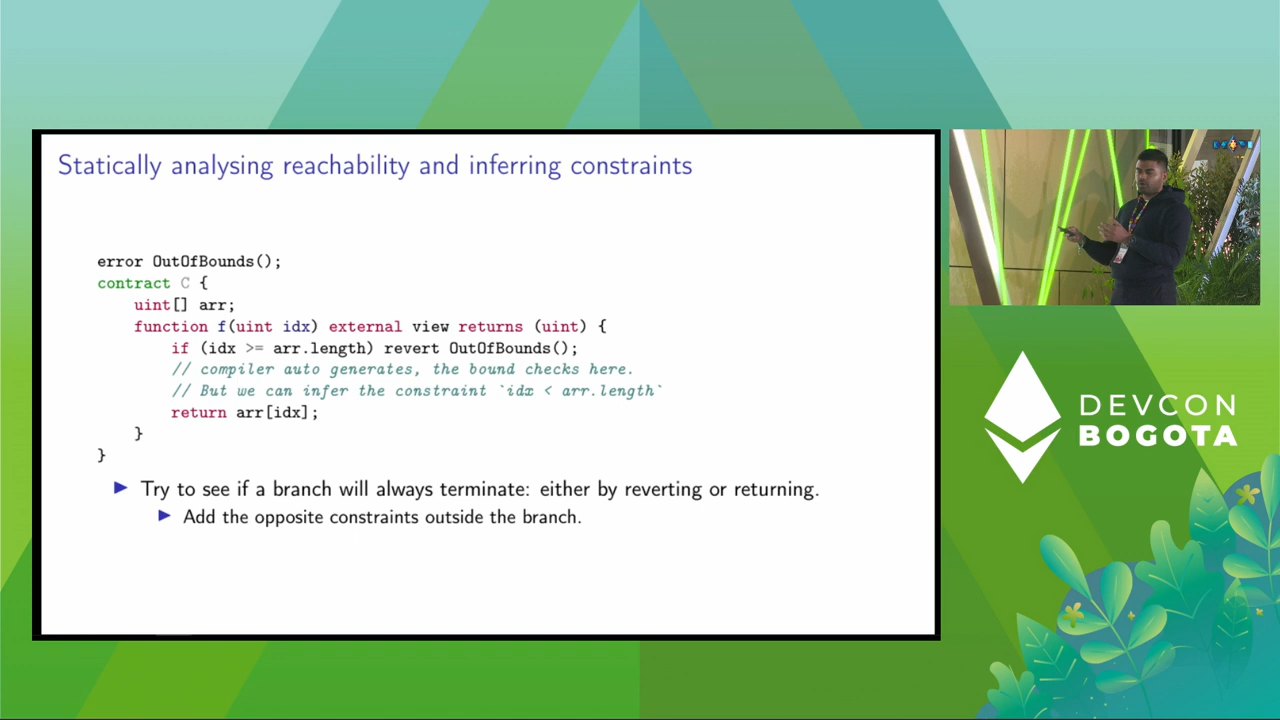 Statically analysing reachability and inferring constraints
error OutOfBounds();
contract C {
uint[] arr;
function f(uint idx) external view returns (uint) {
if (idx >= arr.length) revert OutOfBounds();
// compiler auto generates, the bound checks here.
// But we can infer the constraint `idx < arr.length`
return arr[idx];
}
}
Try to see if a branch will always terminate: either by reverting or returning.
Add the opposite constraints outside the branch.
DEVCON
BOGOTA